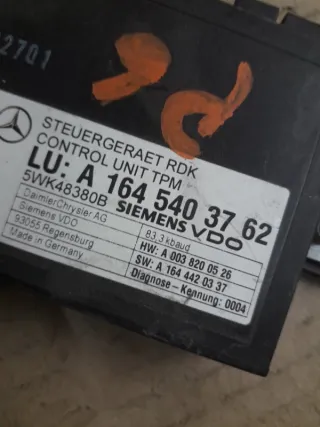 2701
STEUERGERAET RDK
CONTROL UNIT TPM
LU: A 164 540 37 62
5WK48380B SIEMENS VDO
DaimlerChrysler AG
Siemens VDO
93055 Regensburg
Made in Germany
83.3 kbaud
HW: A 003 820 05 26
SW: A 164 442 03 37
Diagnose - Kennung: 0004